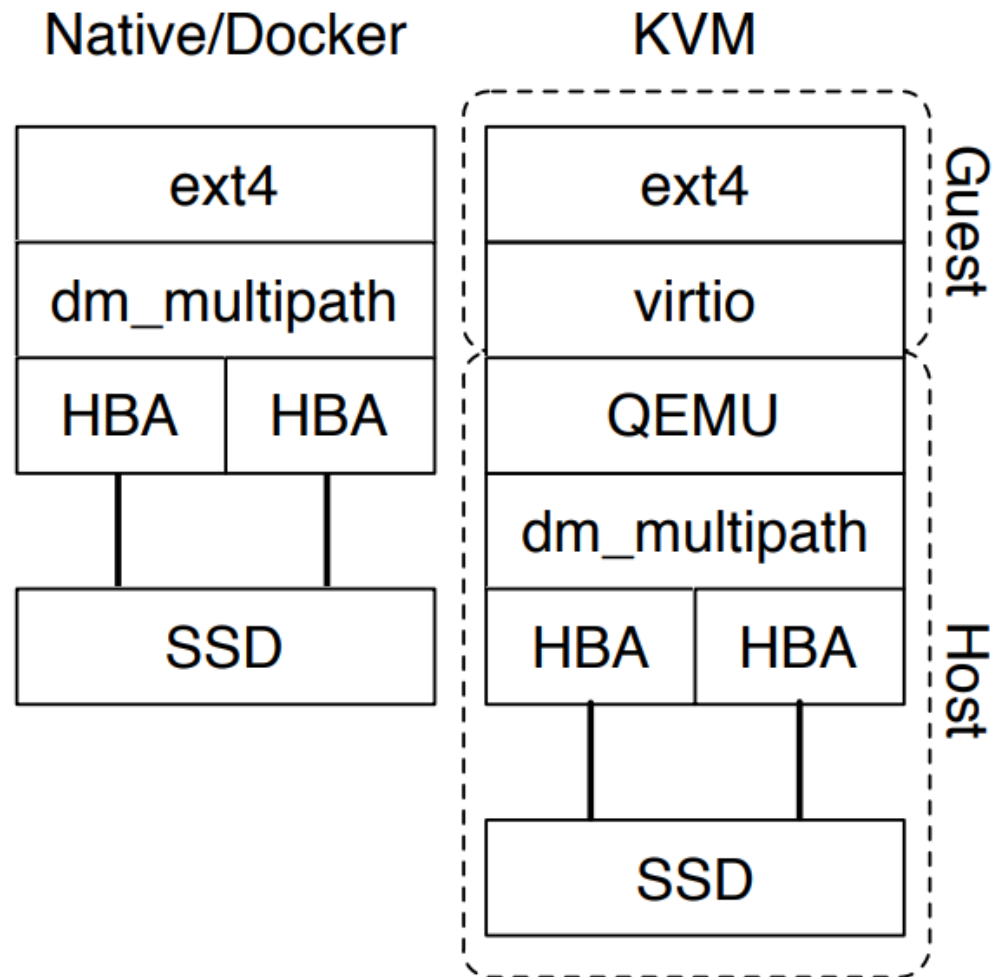 Native/Docker
ext4
dm_multipath
HBA HBA
SSD
KVM
ext4
virtio
QEMU
dm_multipath
HBA HBA
SSD
Guest
Host